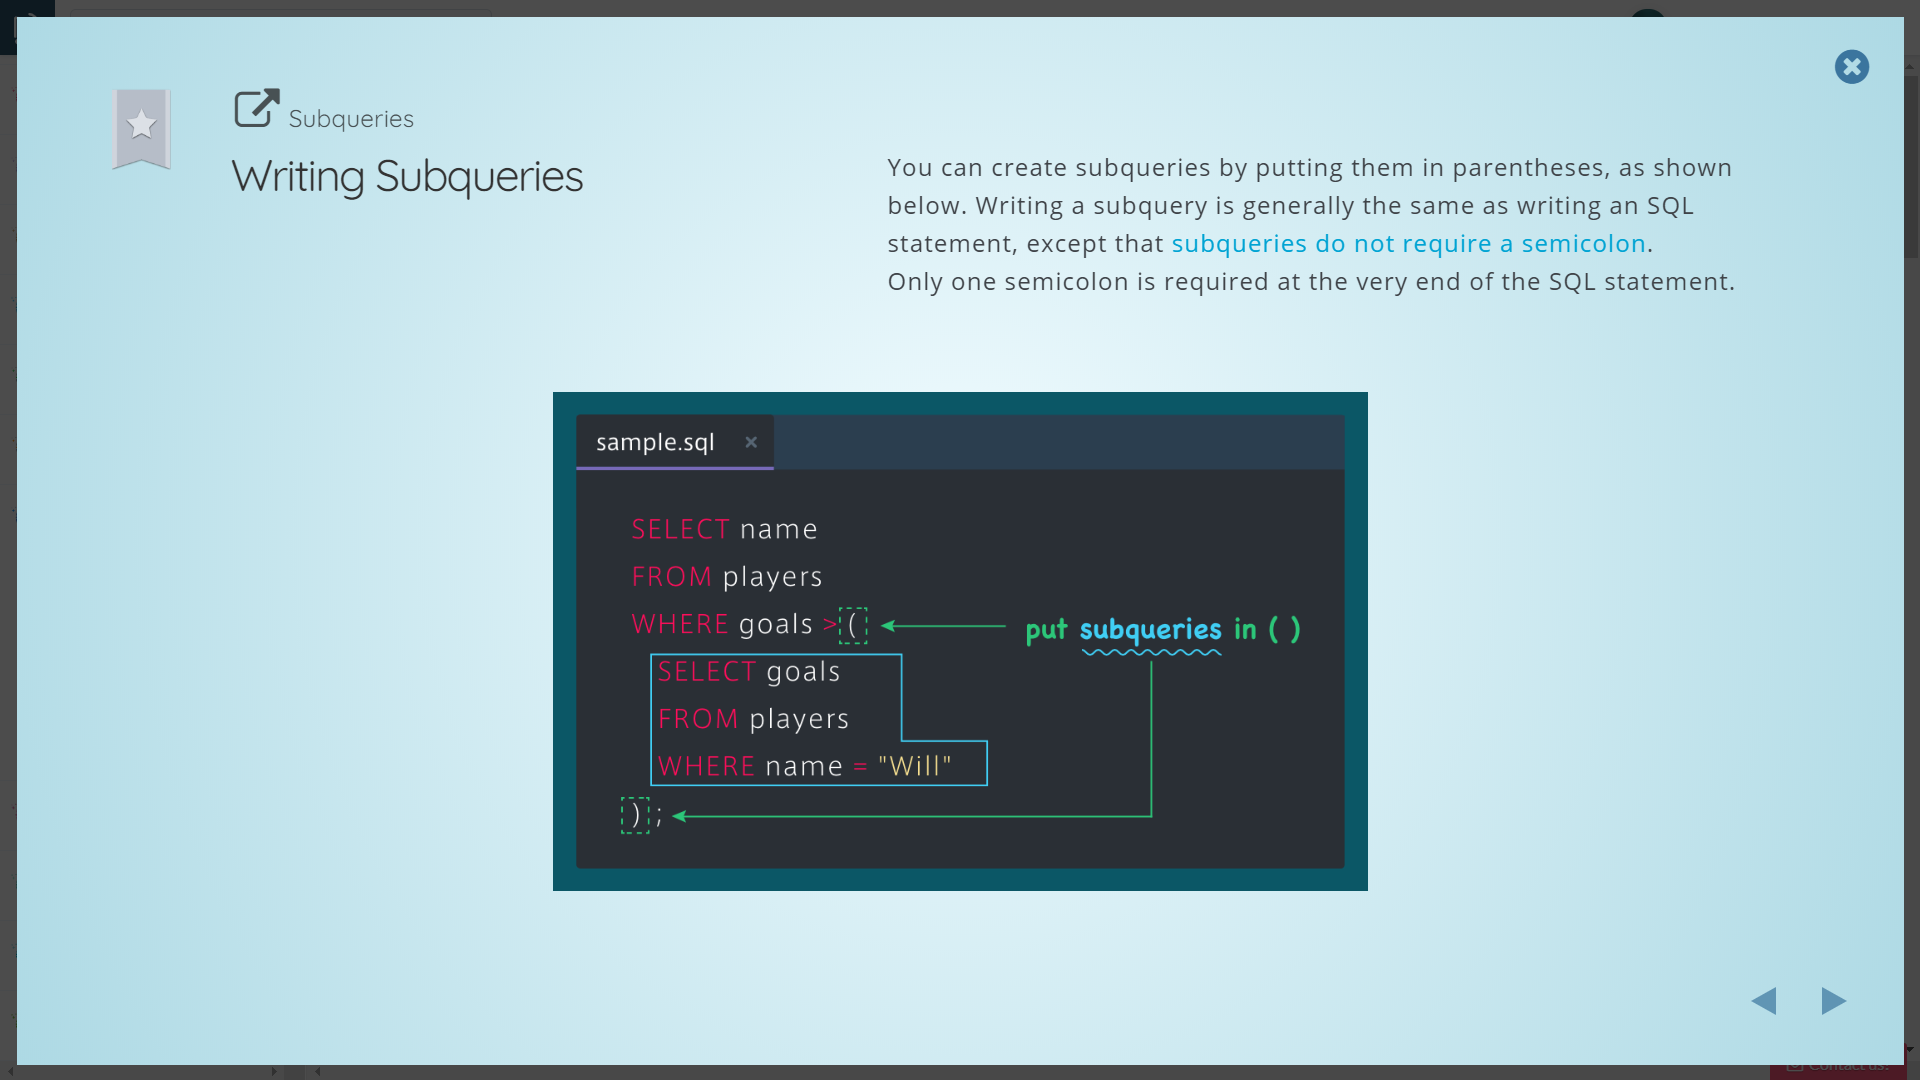 Subqueries
Writing Subqueries
You can create subqueries by putting them in parentheses, as shown
below. Writing a subquery is generally the same as writing an SQL
statement, except that subqueries do not require a semicolon.
Only one semicolon is required at the very end of the SQL statement.
sample.sql ×
SELECT name
FROM players
WHERE goals >(
put subqueries in ( )
SELECT goals
FROM players
WHERE name = "Will"
) ;
Contact us!